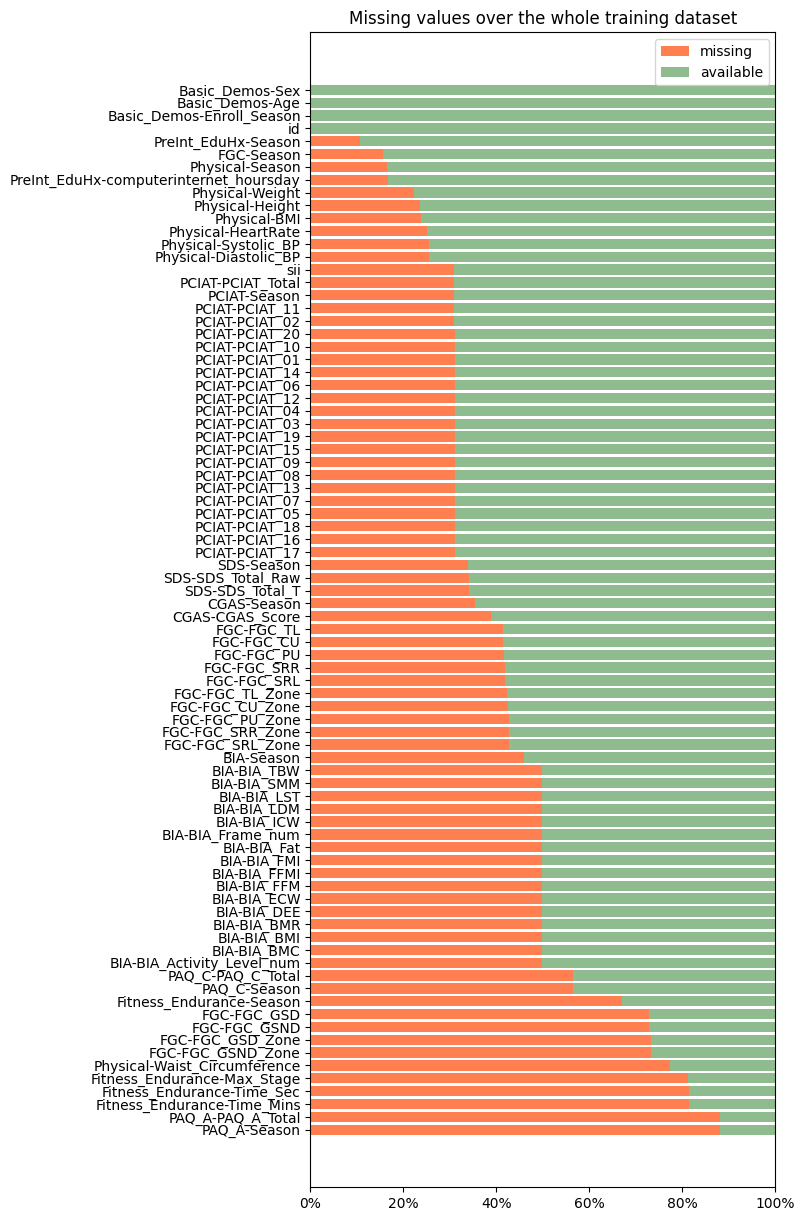 Missing values over the whole training dataset
missing
available
Basic_Demos-Sex
Basic_Demos-Age
Basic_Demos-Enroll_Season
id
PreInt_EduHx-Season
FGC-Season
Physical-Season
PreInt_EduHx-computerinternet_hoursday
Physical-Weight
Physical-Height
Physical-BMI
Physical-HeartRate
Physical-Systolic_BP
Physical-Diastolic_BP
sii
PCIAT-PCIAT_Total
PCIAT-Season
PCIAT-PCIAT_11
PCIAT-PCIAT_02
PCIAT-PCIAT_20
PCIAT-PCIAT_10
PCIAT-PCIAT_01
PCIAT-PCIAT_14
PCIAT-PCIAT_06
PCIAT-PCIAT_12
PCIAT-PCIAT_04
PCIAT-PCIAT_03
PCIAT-PCIAT_19
PCIAT-PCIAT_15
PCIAT-PCIAT_09
PCIAT-PCIAT_08
PCIAT-PCIAT_13
PCIAT-PCIAT_07
PCIAT-PCIAT_05
PCIAT-PCIAT_18
PCIAT-PCIAT_16
PCIAT-PCIAT_17
SDS-Season
SDS-SDS_Total_Raw
SDS-SDS_Total_T
CGAS-Season
CGAS-CGAS_Score
FGC-FGC_TL
FGC-FGC_CU
FGC-FGC_PU
FGC-FGC_SRR
FGC-FGC_SRL
FGC-FGC_TL_Zone
FGC-FGC_CU_Zone
FGC-FGC_PU_Zone
FGC-FGC_SRR_Zone
FGC-FGC_SRL_Zone
BIA-Season
BIA-BIA_TBW
BIA-BIA_SMM
BIA-BIA_LST
BIA-BIA_LDM
BIA-BIA_ICW
BIA-BIA_Frame_num
BIA-BIA_Fat
BIA-BIA_FMI
BIA-BIA_FFMI
BIA-BIA_FFM
BIA-BIA_ECW
BIA-BIA_DEE
BIA-BIA_BMR
BIA-BIA_BMI
BIA-BIA_BMC
BIA-BIA_Activity_Level_num
PAQ_C-PAQ_C_Total
PAQ_C-Season
Fitness_Endurance-Season
FGC-FGC_GSD
FGC-FGC_GSND
FGC-FGC_GSD_Zone
FGC-FGC_GSND_Zone
Physical-Waist_Circumference
Fitness_Endurance-Max_Stage
Fitness_Endurance-Time_Sec
Fitness_Endurance-Time_Mins
PAQ_A-PAQ_A_Total
PAQ_A-Season
0% 20% 40% 60% 80% 100%